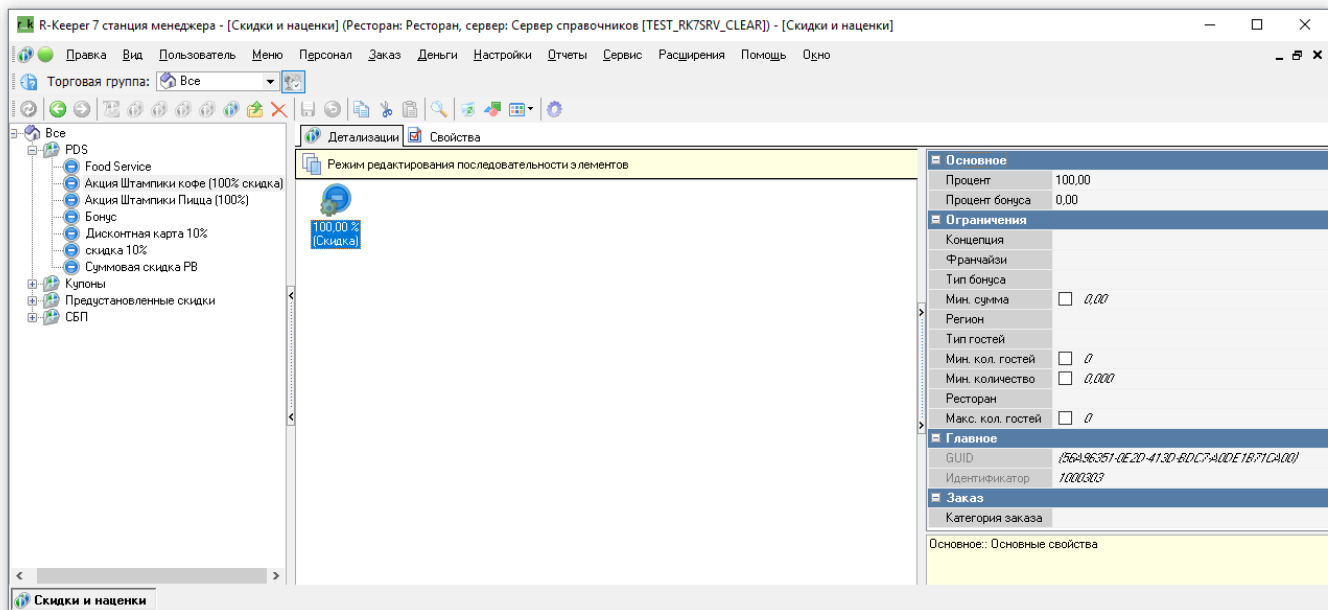 R-Keeper 7 станция менеджера - [Скидки и наценки] (Ресторан: Ресторан, сервер: Сервер справочников [TEST_RK7SRV_CLEAR]) - [Скидки и наценки]
Правка Вид Пользователь Меню Персонал Заказ Деньги Настройки Отчеты Сервис Расширения Помощь Окно
Торговая группа: Все
Все
PDS
Food Service
Акция Штампики кофе (100% скидка)
Акция Штампики Пицца (100%)
Бонус
Дисконтная карта 10%
скидка 10%
Суммовая скидка РВ
Купоны
Предустановленные скидки
СБП
Детализации Свойства
Режим редактирования последовательности элементов
100,00 %
(Скидка)
Основное
Процент 100,00
Процент бонуса 0,00
Ограничения
Концепция
Франчайзи
Тип бонуса
Мин. сумма 0,00
Регион
Тип гостей
Мин. кол. гостей 0
Мин. количество 0,000
Ресторан
Макс. кол. гостей 0
Главное
GUID {56A96351-0E2D-413D-BDC7-A0DE1B71CA00}
Идентификатор 1000303
Заказ
Категория заказа
Основное:: Основные свойства
Скидки и наценки